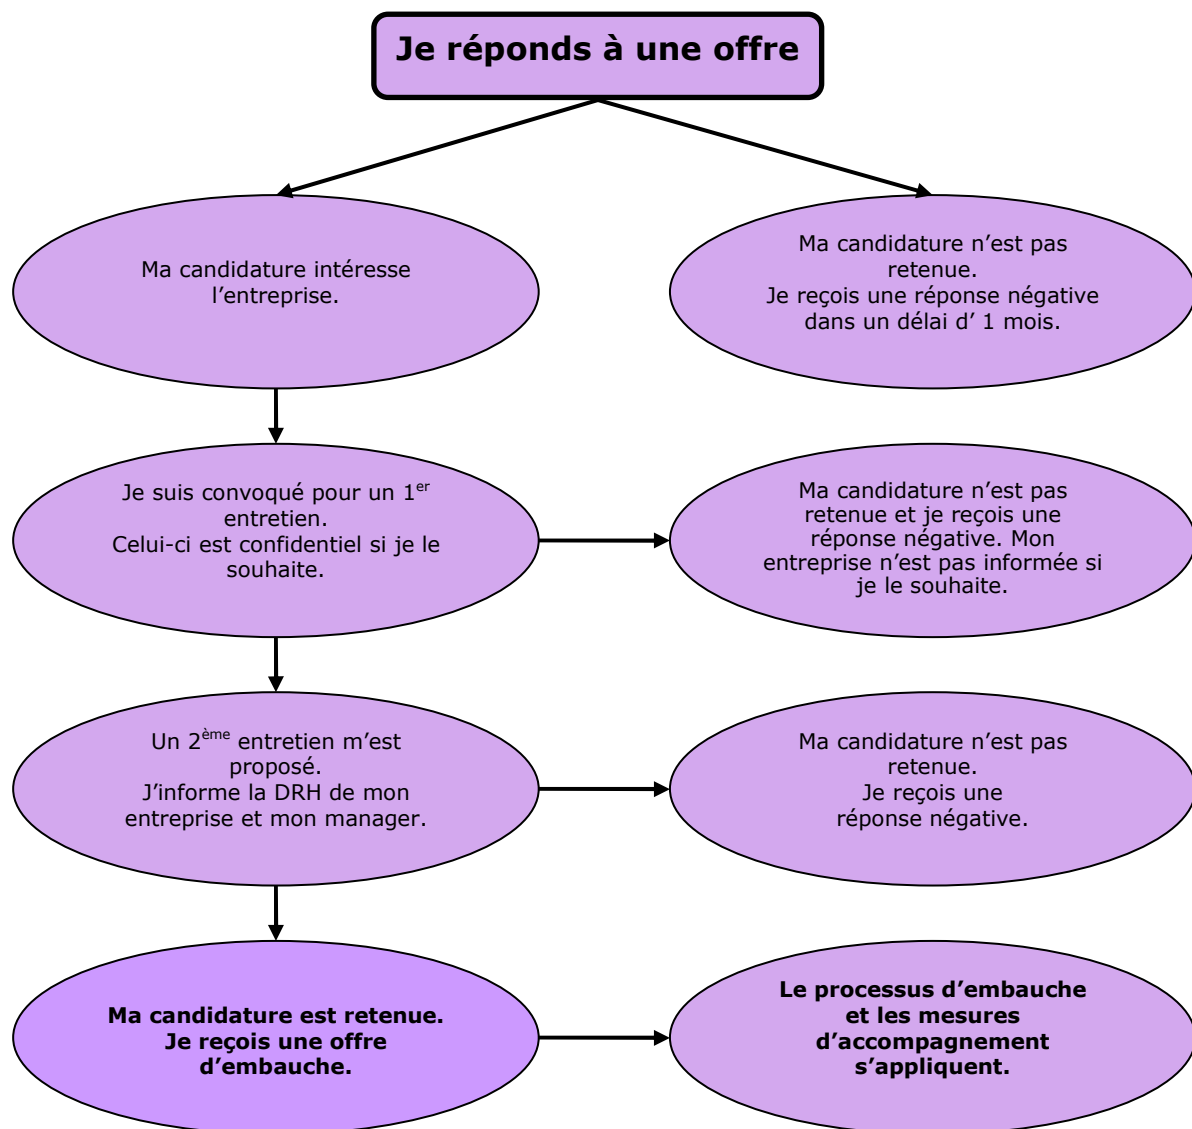 Je réponds à une offre
Ma candidature intéresse
l’entreprise.
Ma candidature n’est pas
retenue.
Je reçois une réponse négative
dans un délai d’ 1 mois.
Je suis convoqué pour un 1er
entretien.
Celui-ci est confidentiel si je le
souhaite.
Ma candidature n’est pas
retenue et je reçois une
réponse négative. Mon
entreprise n’est pas informée si
je le souhaite.
Un 2ème entretien m’est
proposé.
J’informe la DRH de mon
entreprise et mon manager.
Ma candidature n’est pas
retenue.
Je reçois une
réponse négative.
Ma candidature est retenue.
Je reçois une offre
d’embauche.
Le processus d’embauche
et les mesures
d’accompagnement
s’appliquent.